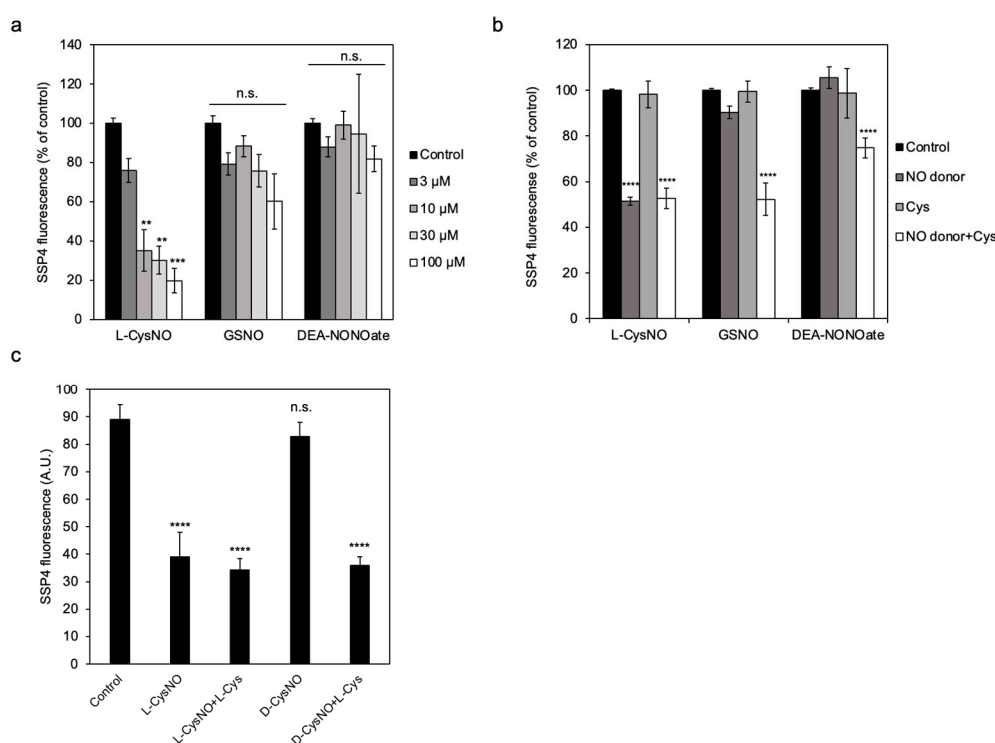 a
SSP4 fluorescence (% of control)
140
120
100
80
60
40
20
0
n.s.
n.s.
**
**
***
L-CysNO
GSNO
DEA-NONOate
Control
3 µM
10 µM
30 µM
100 µM
b
SSP4 fluorescense (% of control)
120
100
80
60
40
20
0
****
****
****
****
L-CysNO
GSNO
DEA-NONOate
Control
NO donor
Cys
NO donor+Cys
c
SSP4 fluorescence (A.U.)
100
90
80
70
60
50
40
30
20
10
0
****
****
n.s.
****
Control
L-CysNO
L-CysNO+L-Cys
D-CysNO
D-CysNO+L-Cys